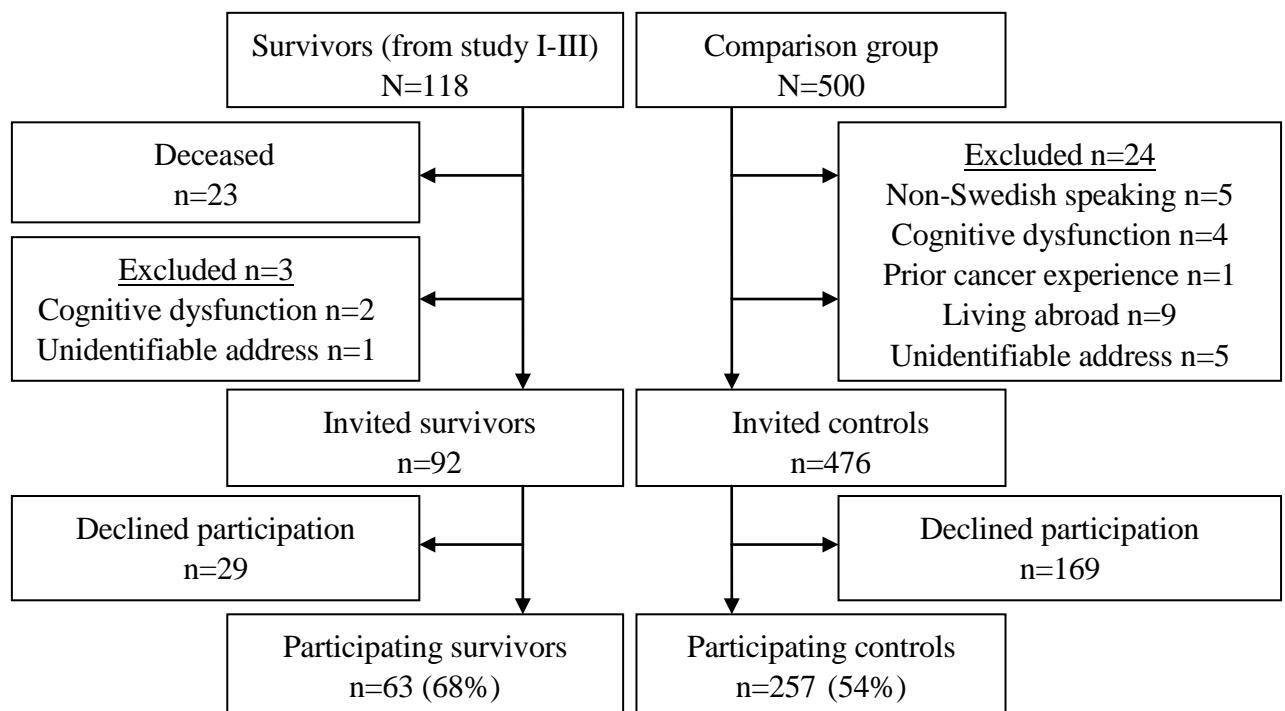 Survivors (from study I-III)
N=118
Comparison group
N=500
Deceased
n=23
Excluded n=24
Non-Swedish speaking n=5
Cognitive dysfunction n=4
Prior cancer experience n=1
Living abroad n=9
Unidentifiable address n=5
Excluded n=3
Cognitive dysfunction n=2
Unidentifiable address n=1
Invited survivors
n=92
Invited controls
n=476
Declined participation
n=29
Declined participation
n=169
Participating survivors
n=63 (68%)
Participating controls
n=257 (54%)